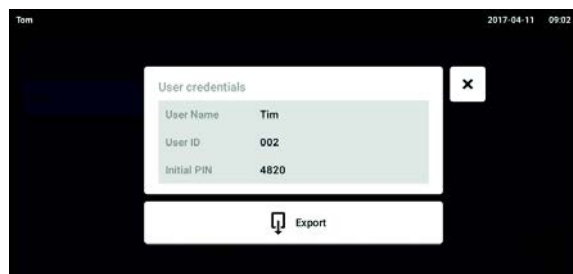 Tom 2017-04-11 09:02
User credentials
User Name Tim
User ID 002
Initial PIN 4820
Export